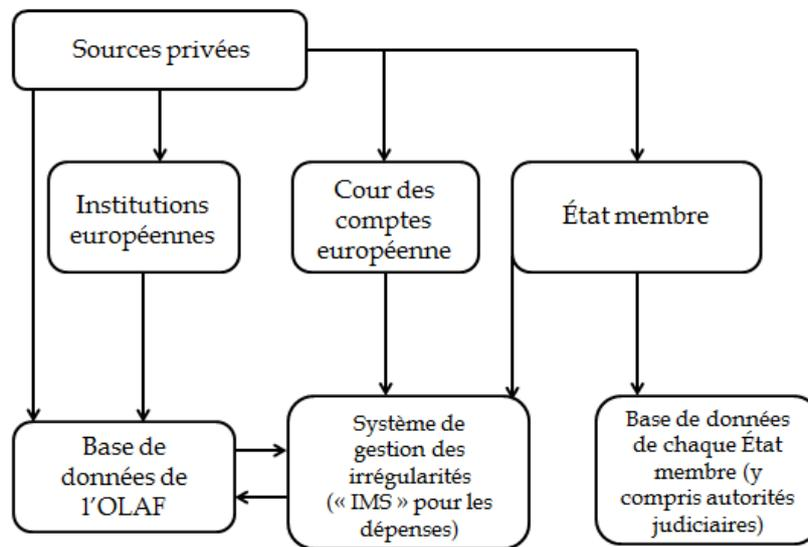 Sources privées
Institutions
européennes
Cour des
comptes
européenne
État membre
Base de
données de
l’OLAF
Système de
gestion des
irrégularités
(« IMS » pour les
dépenses)
Base de données
de chaque État
membre (y
compris autorités
judiciaires)